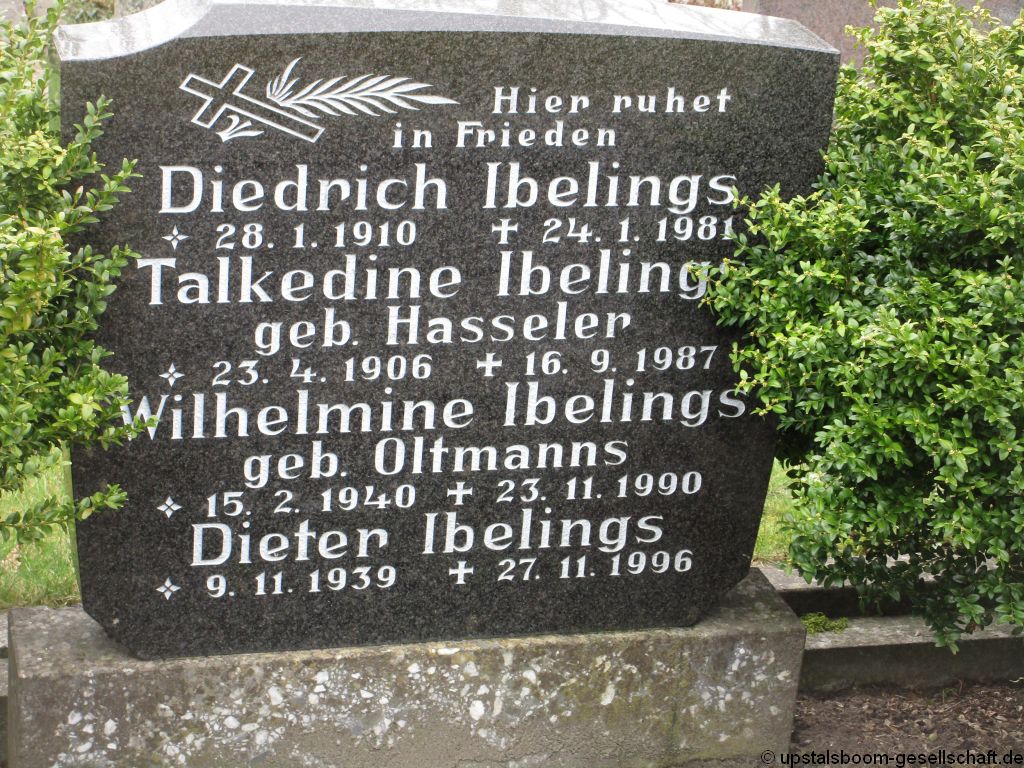 Hier ruhet
in Frieden
Diedrich Ibelings
28. 1. 1910 24. 1. 1981
Talkedine Ibelings
geb. Hasseler
23. 4. 1906 16. 9. 1987
Wilhelmine Ibelings
geb. Oltmanns
15. 2. 1940 23. 11. 1990
Dieter Ibelings
9. 11. 1939 27. 11. 1996
© upstalsboom-gesellschaft.de